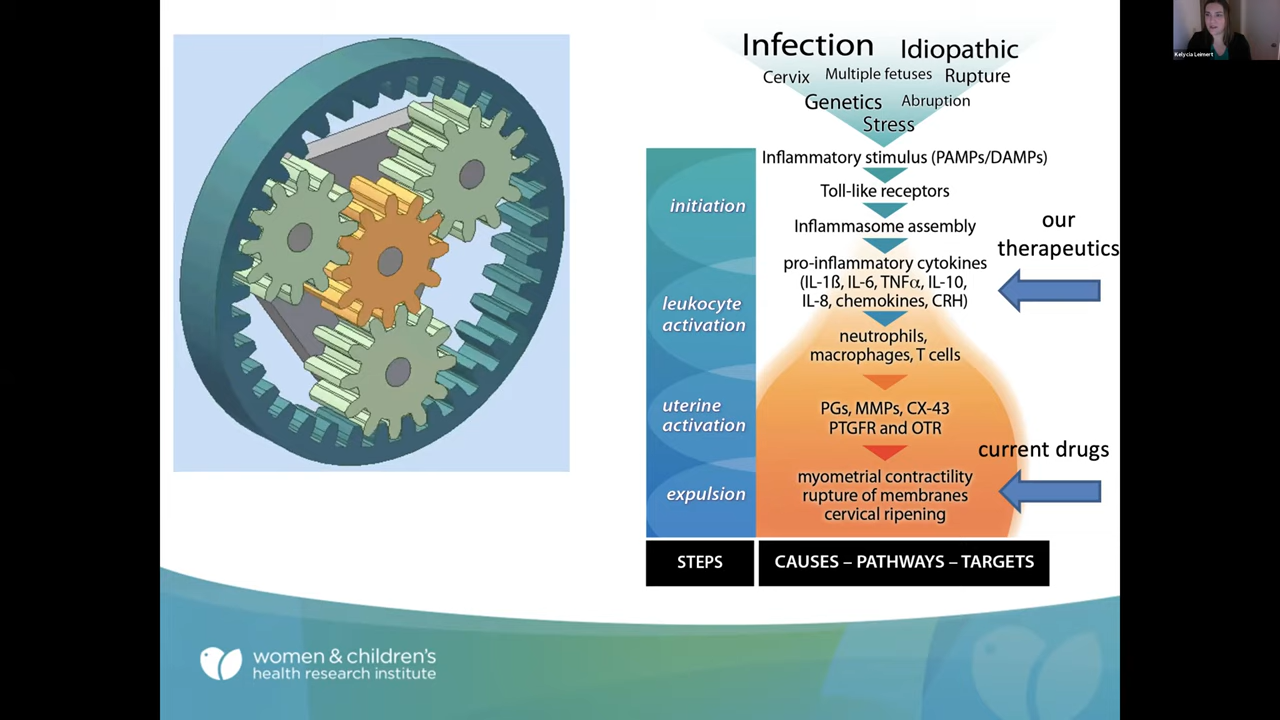 Infection Idiopathic
Cervix Multiple fetuses Rupture
Genetics Abruption
Stress
Inflammatory stimulus (PAMPs/DAMPs)
Toll-like receptors
initiation
Inflammasome assembly
our
therapeutics
pro-inflammatory cytokines
(IL-1ß, IL-6, TNFα, IL-10,
IL-8, chemokines, CRH)
leukocyte
activation
neutrophils,
macrophages, T cells
uterine
activation
PGs, MMPs, CX-43
PTGFR and OTR
current drugs
expulsion
myometrial contractility
rupture of membranes
cervical ripening
STEPS
CAUSES – PATHWAYS – TARGETS
women & children's
health research institute
Kelycia Leimert